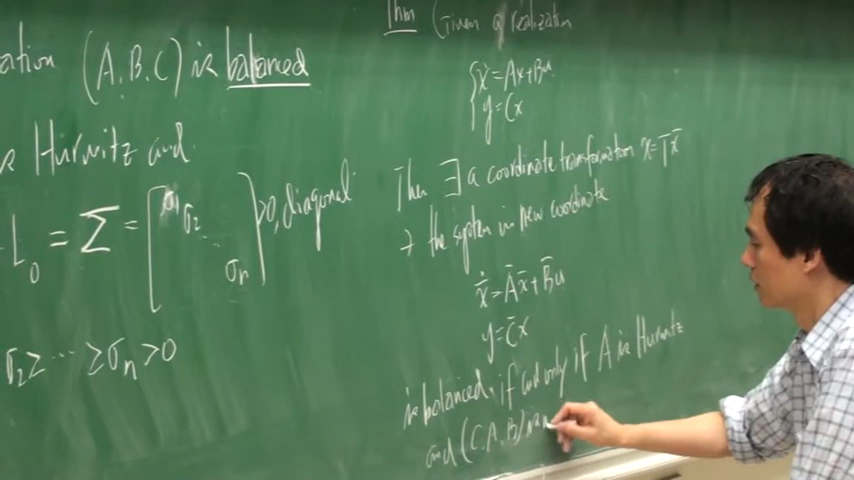 ation (A.B.C) is balanced
is Hurwitz and
L₀ = Σ = [σ₁ σ₂ ⋱ σₙ] >0, diagonal
σ₂ ≥ ⋯ ≥ σₙ > 0
Thm (Given a realization
{ẋ = Ax + Bu
y = Cx
Then ∃ a coordinate transformation x = T x̄
∋ the system in new coordinate
x̄̇ = Āx̄ + B̄u
y = C̄x
is balanced, if and only if A is Hurwitz
and (C.A.B) is